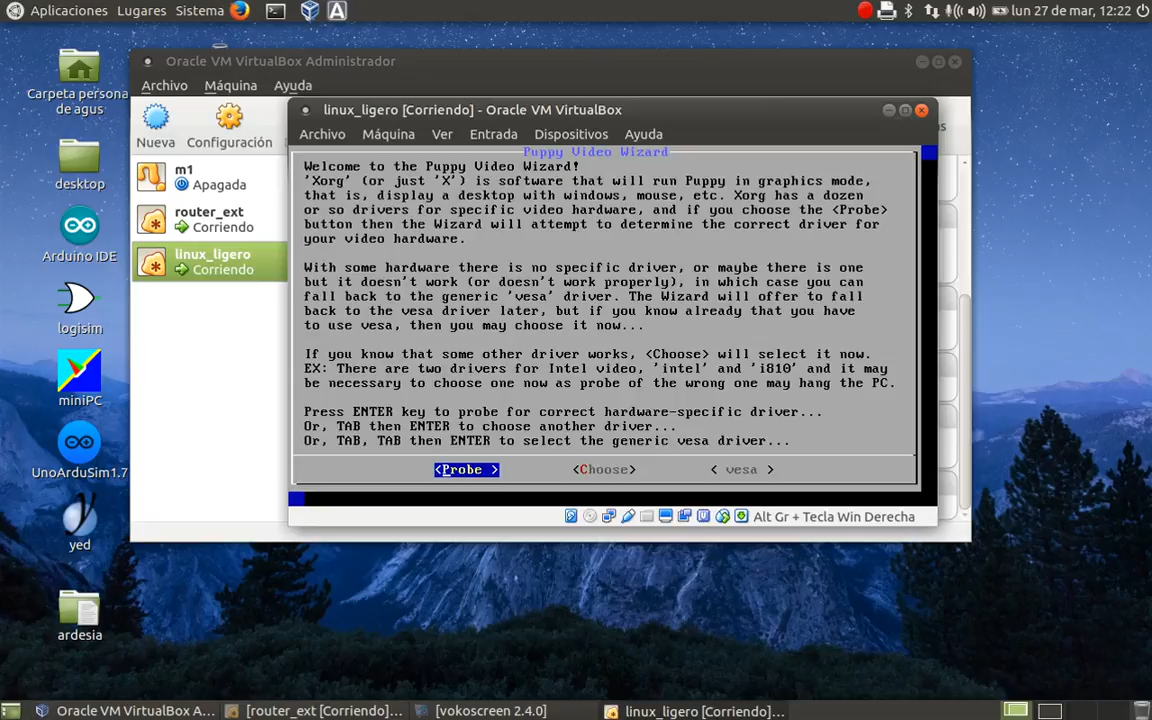 Aplicaciones Lugares Sistema
lun 27 de mar, 12:22
Carpeta persona
de agus
desktop
Arduino IDE
logisim
miniPC
UnoArduSim1.7
yed
ardesia
Oracle VM VirtualBox Administrador
Archivo Máquina Ayuda
Nueva Configuración
m1
Apagada
router_ext
Corriendo
linux_ligero
Corriendo
linux_ligero [Corriendo] - Oracle VM VirtualBox
Archivo Máquina Ver Entrada Dispositivos Ayuda
Puppy Video Wizard
Welcome to the Puppy Video Wizard!
'Xorg' (or just 'X') is software that will run Puppy in graphics mode,
that is, display a desktop with windows, mouse, etc. Xorg has a dozen
or so drivers for specific video hardware, and if you choose the <Probe>
button then the Wizard will attempt to determine the correct driver for
your video hardware.
With some hardware there is no specific driver, or maybe there is one
but it doesn't work (or doesn't work properly), in which case you can
fall back to the generic 'vesa' driver. The Wizard will offer to fall
back to the vesa driver later, but if you know already that you have
to use vesa, then you may choose it now...
If you know that some other driver works, <Choose> will select it now.
EX: There are two drivers for Intel video, 'intel' and 'i810' and it may
be necessary to choose one now as probe of the wrong one may hang the PC.
Press ENTER key to probe for correct hardware-specific driver...
Or, TAB then ENTER to choose another driver...
Or, TAB, TAB then ENTER to select the generic vesa driver...
<Probe > <Choose> < vesa >
Alt Gr + Tecla Win Derecha
Oracle VM VirtualBox A... [router_ext [Corriendo]... [vokoscreen 2.4.0] linux_ligero [Corriendo]...